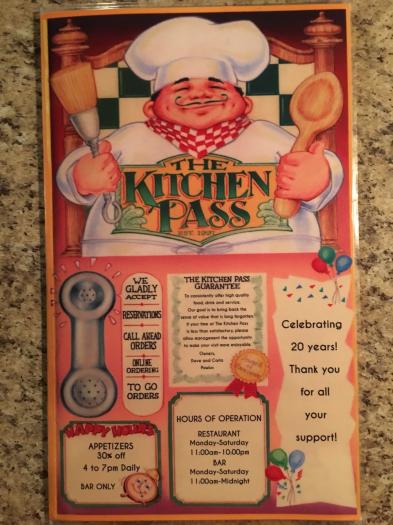 THE
KITCHEN
PASS
EST. 1991
WE
GLADLY
ACCEPT
RESERVATIONS
CALL AHEAD
ORDERS
ONLINE
ORDERING
TO GO
ORDERS
THE KITCHEN PASS
GUARANTEE
To consistently offer high quality
food, drink and service.
Our goal is to bring back the
sense of value that is long forgotten.
If your time at The Kitchen Pass
is less than satisfactory, please
allow management the opportunity
to make your visit more enjoyable.
Owners,
Dave and Carla
Paulus
Celebrating
20 years!
Thank you
for all
your
support!
HAPPY HOURS
APPETIZERS
30% off
4 to 7pm Daily
BAR ONLY
HOURS OF OPERATION
RESTAURANT
Monday-Saturday
11:00am-10:00pm
BAR
Monday-Saturday
11:00am-Midnight